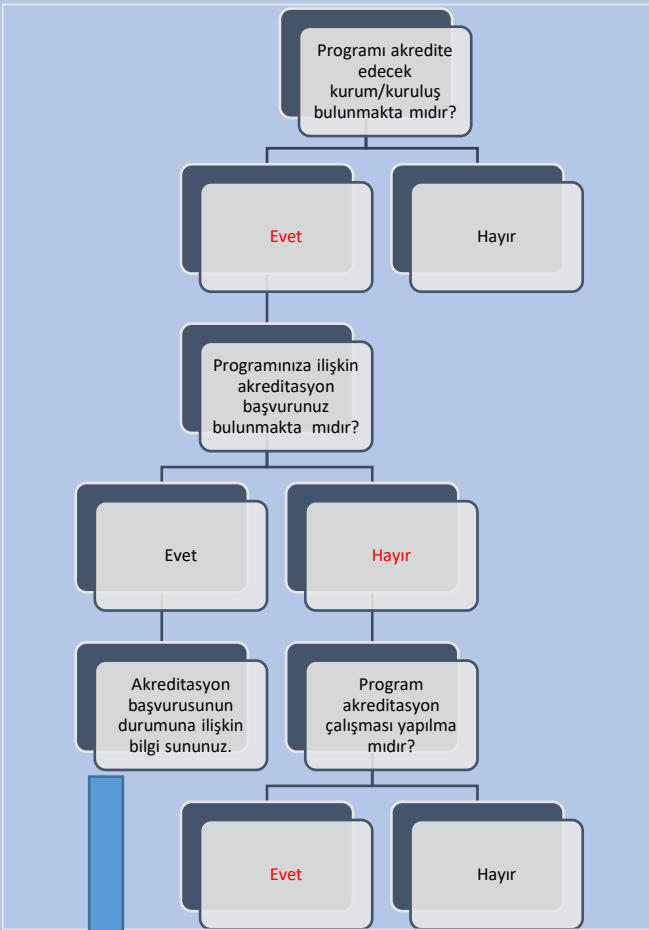 Programı akredite
edecek
kurum/kuruluş
bulunmakta mıdır?
Evet
Hayır
Programınıza ilişkin
akreditasyon
başvurunuz
bulunmakta mıdır?
Evet
Hayır
Akreditasyon
başvurusunun
durumuna ilişkin
bilgi sununuz.
Program
akreditasyon
çalışması yapılma
mıdır?
Evet
Hayır